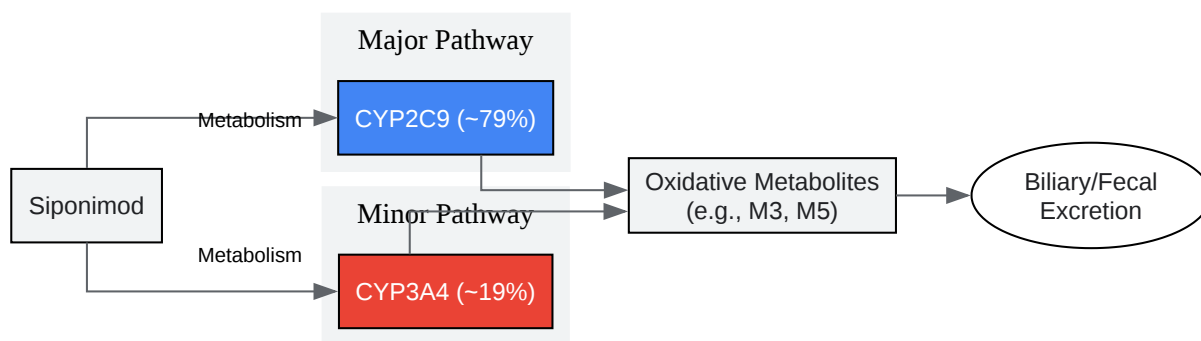 Major Pathway
CYP2C9 (~79%)
Metabolism
Siponimod
Oxidative Metabolites
(e.g., M3, M5)
Biliary/Fecal
Excretion
Minor Pathway
Metabolism
CYP3A4 (~19%)